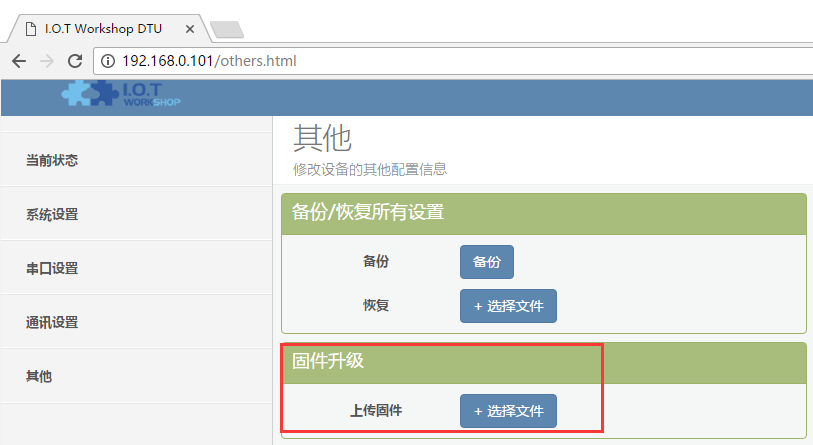 I.O.T Workshop DTU
192.168.0.101/others.html
I.O.T
WORKSHOP
当前状态
系统设置
串口设置
通讯设置
其他
其他
修改设备的其他配置信息
备份/恢复所有设置
备份 备份
恢复 + 选择文件
固件升级
上传固件 + 选择文件